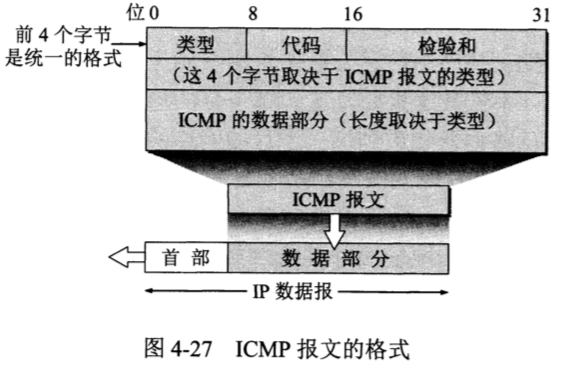 位 0 8 16 31
前 4 个字节
是统一的格式
类型 代码 检验和
（这 4 个字节取决于 ICMP 报文的类型）
ICMP 的数据部分（长度取决于类型）
ICMP 报文
首 部 数 据 部 分
IP 数据报
图 4-27 ICMP 报文的格式